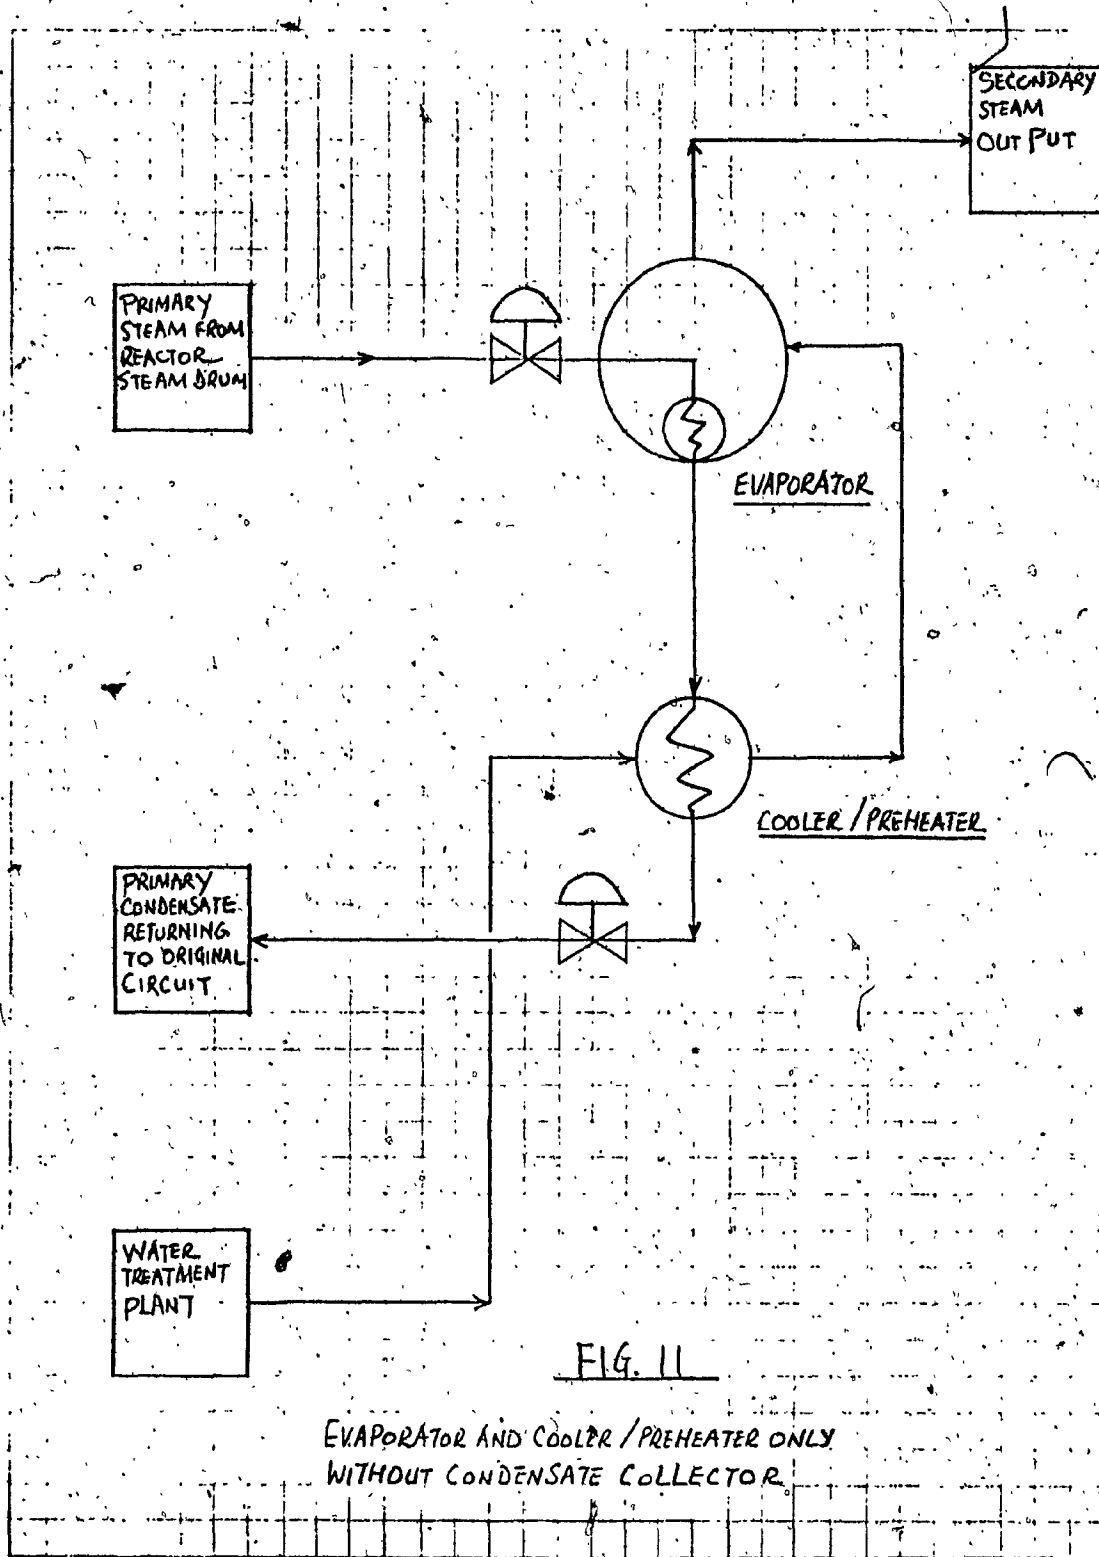 SECONDARY
STEAM
OUT PUT
PRIMARY
STEAM FROM
REACTOR
STEAM DRUM
EVAPORATOR
COOLER / PREHEATER
PRIMARY
CONDENSATE
RETURNING
TO ORIGINAL
CIRCUIT
WATER
TREATMENT
PLANT
FIG. 11
EVAPORATOR AND COOLER / PREHEATER ONLY
WITHOUT CONDENSATE COLLECTOR